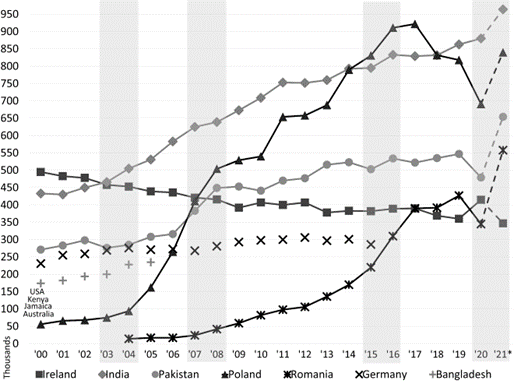 950
900
850
800
750
700
650
600
550
500
450
400
350
300
250
200
150
100
50
0
Thousands
USA
Kenya
Jamaica
Australia
'00 '01 '02 '03 '04 '05 '06 '07 '08 '09 '10 '11 '12 '13 '14 '15 '16 '17 '18 '19 '20 '21*
Ireland India Pakistan Poland Romania Germany Bangladesh